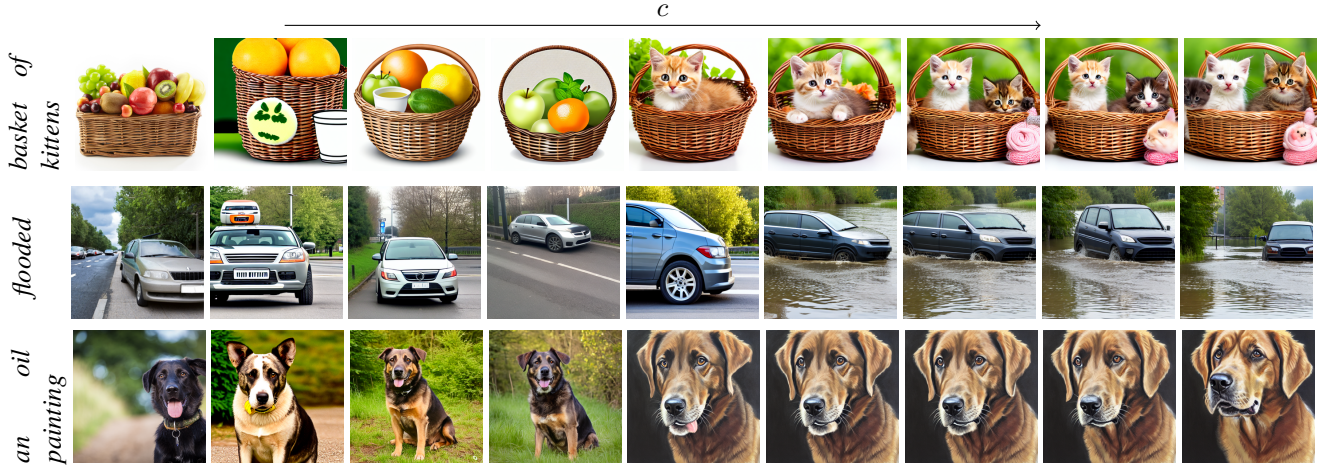 c
basket of
kittens
flooded
an oil
painting